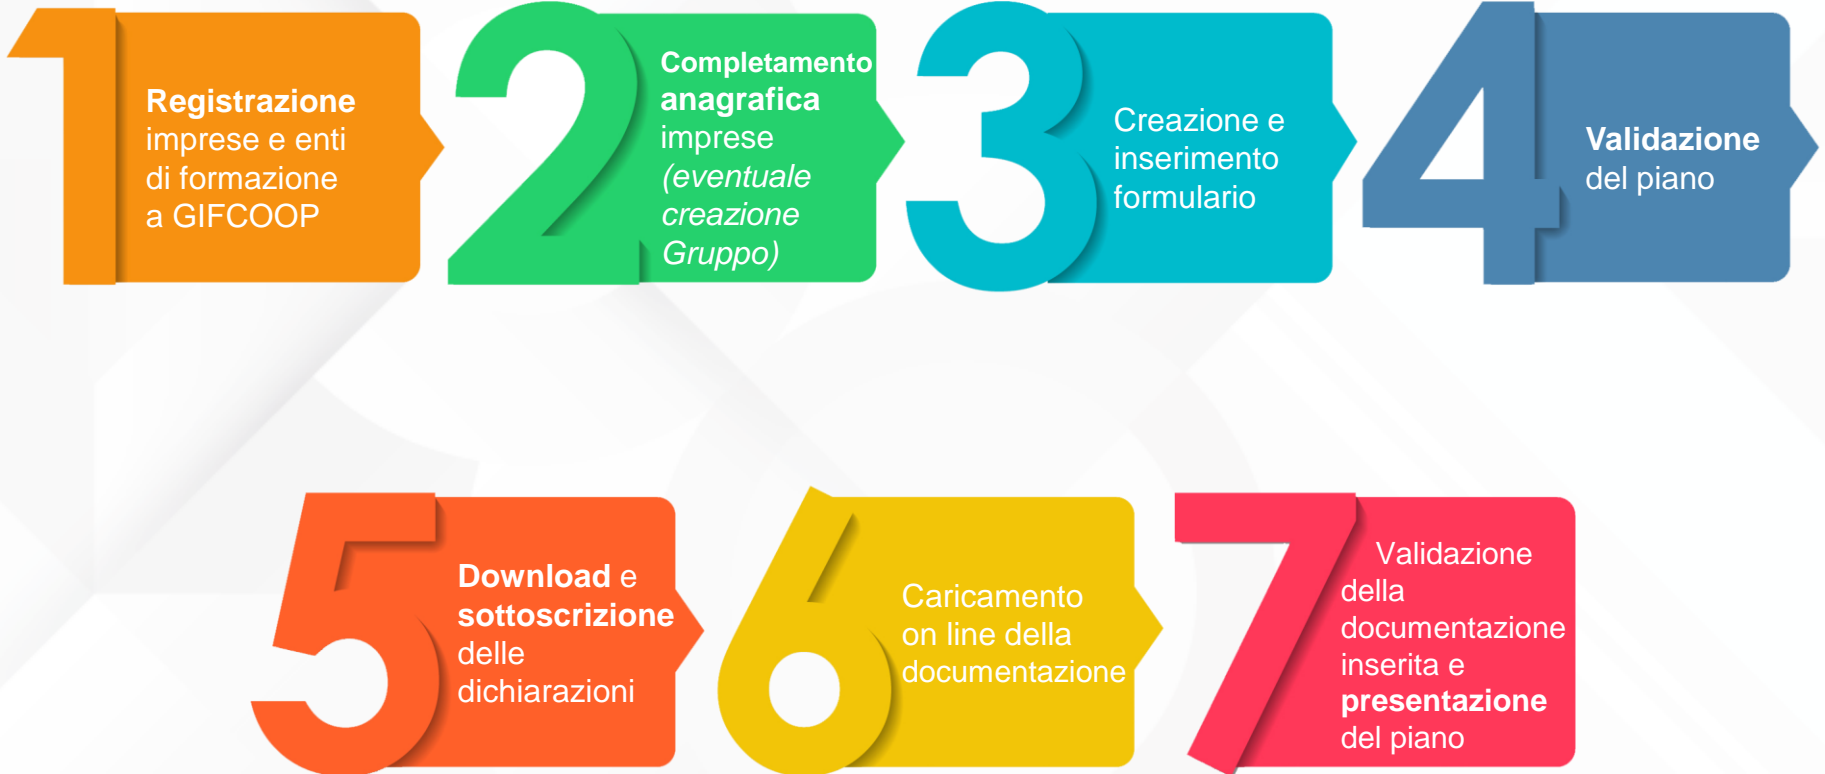 1
Registrazione
imprese e enti
di formazione
a GIFCOOP
2
Completamento
anagrafica
imprese
(eventuale
creazione
Gruppo)
3
Creazione e
inserimento
formulario
4
Validazione
del piano
5
Download e
sottoscrizione
delle
dichiarazioni
6
Caricamento
on line della
documentazione
7
Validazione
della
documentazione
inserita e
presentazione
del piano